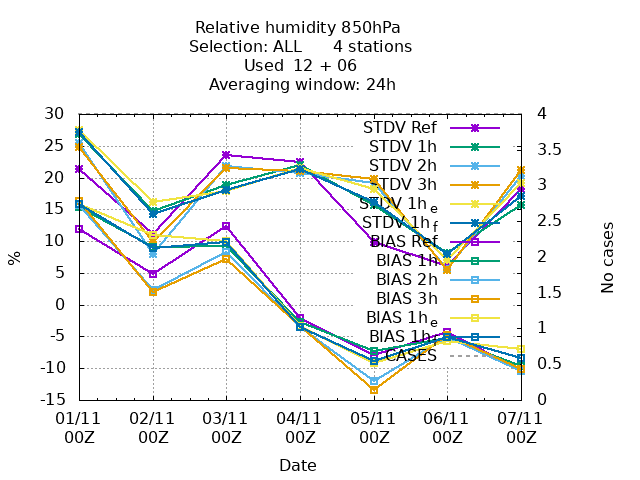 Relative humidity 850hPa
Selection: ALL 4 stations
Used 12 + 06
Averaging window: 24h
30
25
20
15
10
5
0
-5
-10
-15
%
4
3.5
3
2.5
2
1.5
1
0.5
0
No cases
STDV Ref
STDV 1h
STDV 2h
STDV 3h
STDV 1h e
STDV 1h f
BIAS Ref
BIAS 1h
BIAS 2h
BIAS 3h
BIAS 1h e
BIAS 1h f
CASES
01/11 02/11 03/11 04/11 05/11 06/11 07/11
00Z 00Z 00Z 00Z 00Z 00Z 00Z
Date